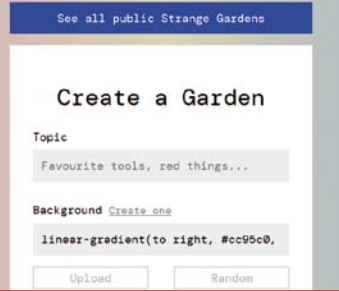 See all public Strange Gardens
Create a Garden
Topic
Favourite tools, red things...
Background Create one
linear-gradient(to right, #cc95c0,
Upload
Random